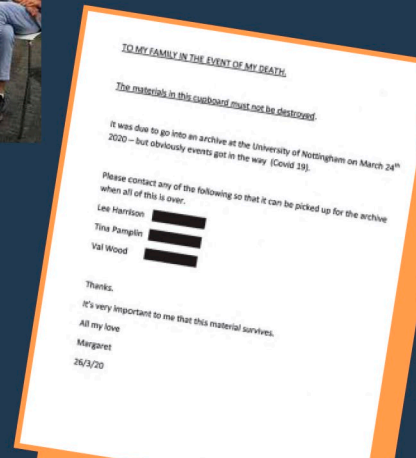 TO MY FAMILY IN THE EVENT OF MY DEATH.
The materials in this cupboard must not be destroyed.
It was due to go into an archive at the University of Nottingham on March 24th
2020 – but obviously events got in the way (Covid 19).
Please contact any of the following so that it can be picked up for the archive
when all of this is over.
Lee Harrison
Tina Pamplin
Val Wood
Thanks.
It's very important to me that this material survives.
All my love
Margaret
26/3/20